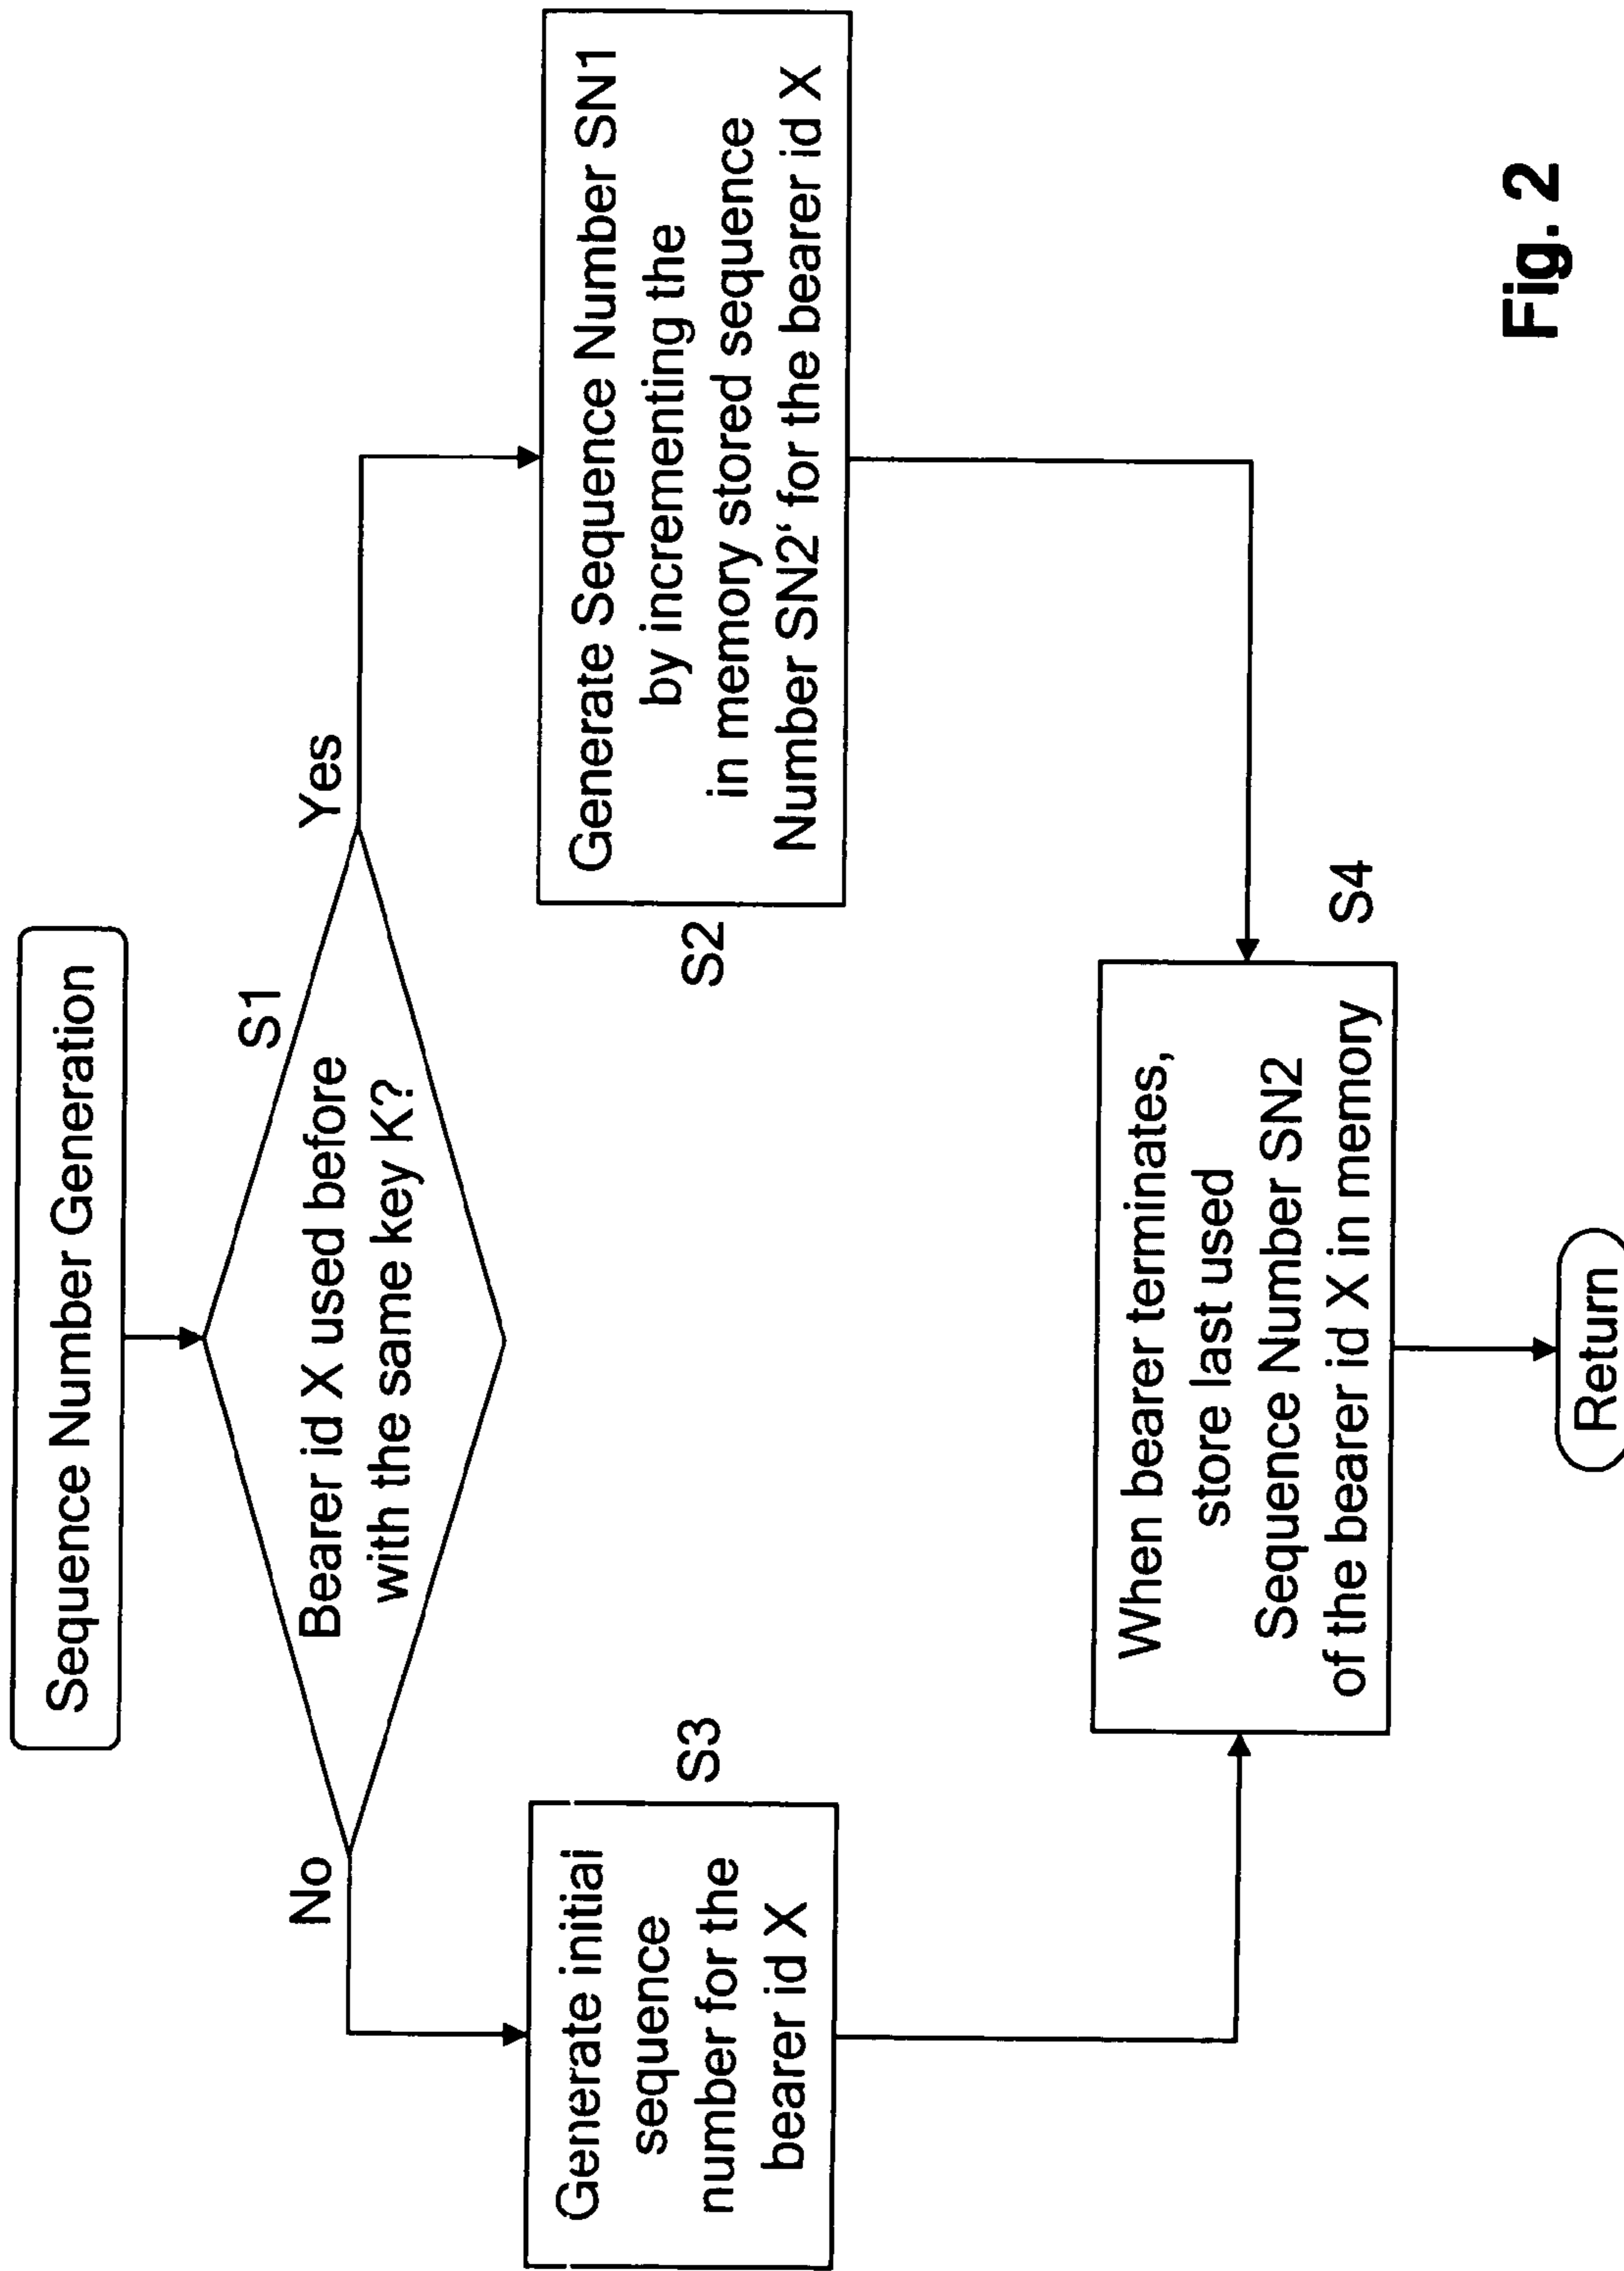 Sequence Number Generation
S1
Bearer id X used before
with the same key K?
No
Yes
Generate initial
sequence
number for the
bearer id X
S3
S2
Generate Sequence Number SN1
by incrementing the
in memory stored sequence
Number SN2‘ for the bearer id X
When bearer terminates,
store last used
Sequence Number SN2
of the bearer id X in memory
S4
Return
Fig. 2